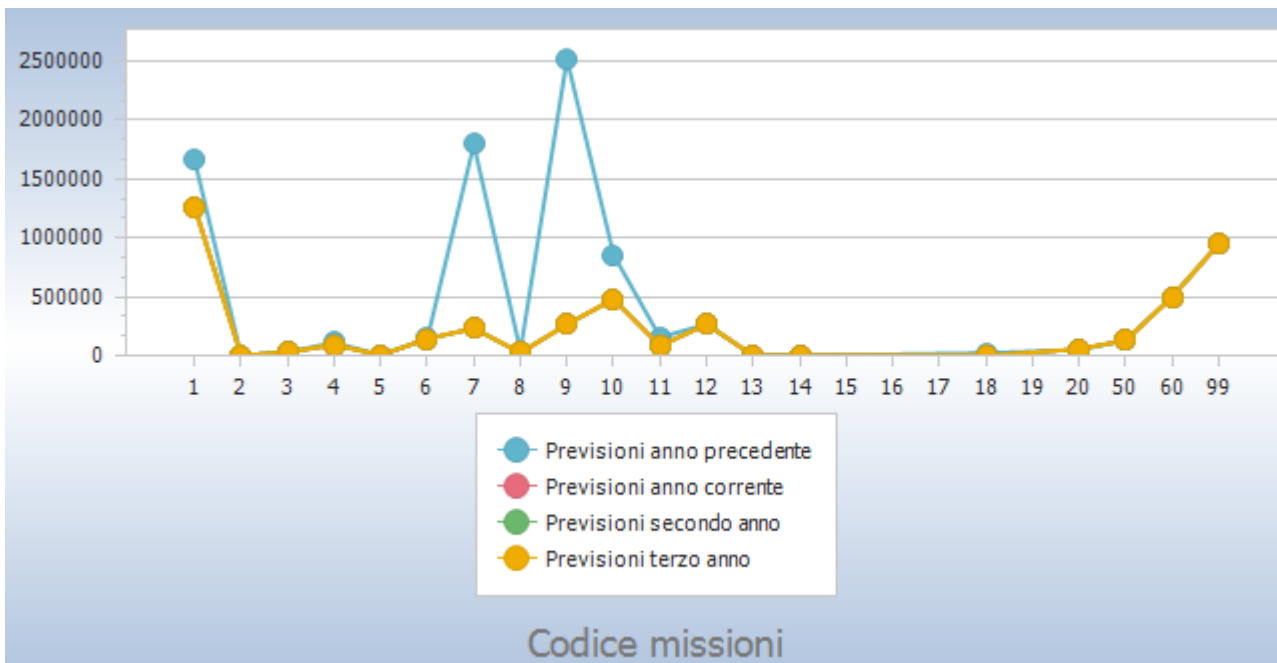 2500000
2000000
1500000
1000000
500000
0
1 2 3 4 5 6 7 8 9 10 11 12 13 14 15 16 17 18 19 20 50 60 99
Previsioni anno precedente
Previsioni anno corrente
Previsioni secondo anno
Previsioni terzo anno
Codice missioni